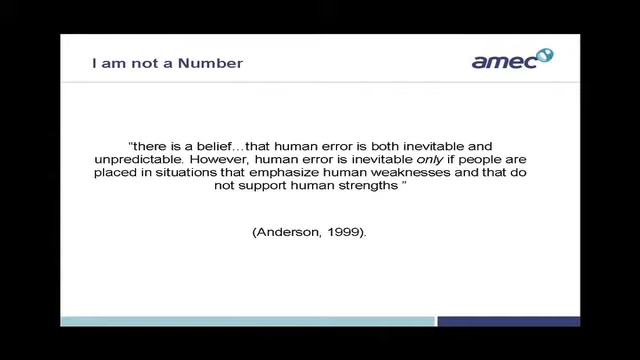 I am not a Number
amec
"there is a belief…that human error is both inevitable and
unpredictable. However, human error is inevitable only if people are
placed in situations that emphasize human weaknesses and that do
not support human strengths "
(Anderson, 1999).